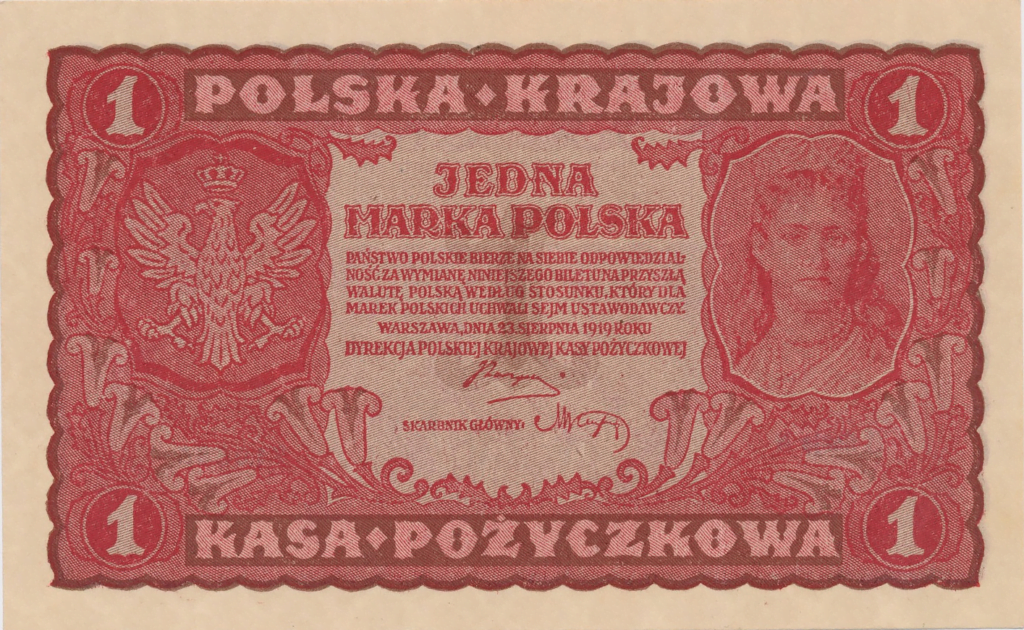 1 POLSKA ◆ KRAJOWA 1
JEDNA
MARKA POLSKA
PAŃSTWO POLSKIE BIERZE NA SIEBIE ODPOWIEDZIAL-
NOŚĆ ZA WYMIANĘ NINIEJSZEGO BILETU NA PRZYSZŁĄ
WALUTĘ POLSKĄ WEDŁUG STOSUNKU, KTÓRY DLA
MAREK POLSKICH UCHWALI SEJM USTAWODAWCZY.
WARSZAWA, DNIA 23 SIERPNIA 1919 ROKU
DYREKCJA POLSKIEJ KRAJOWEJ KASY POŻYCZKOWEJ
SKARBNIK GŁÓWNY:
1 KASA ◆ POŻYCZKOWA 1